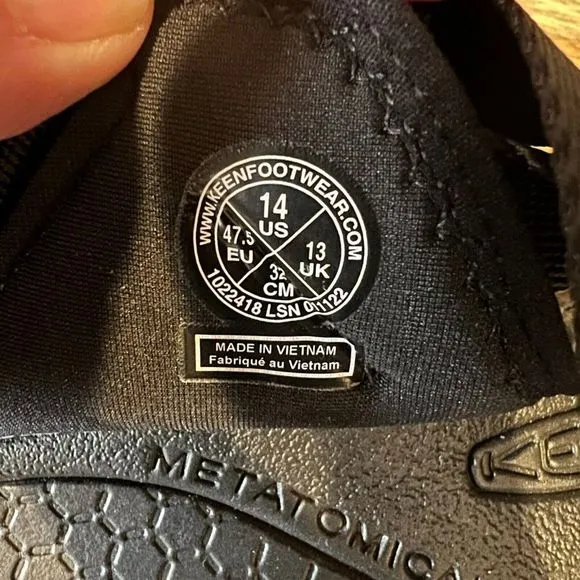 WWW.KEENFOOTWEAR.COM
14
US
47.5
EU
13
UK
32
CM
1022418 LSN
MADE IN VIETNAM
Fabriqué au Vietnam
METATOMICAL